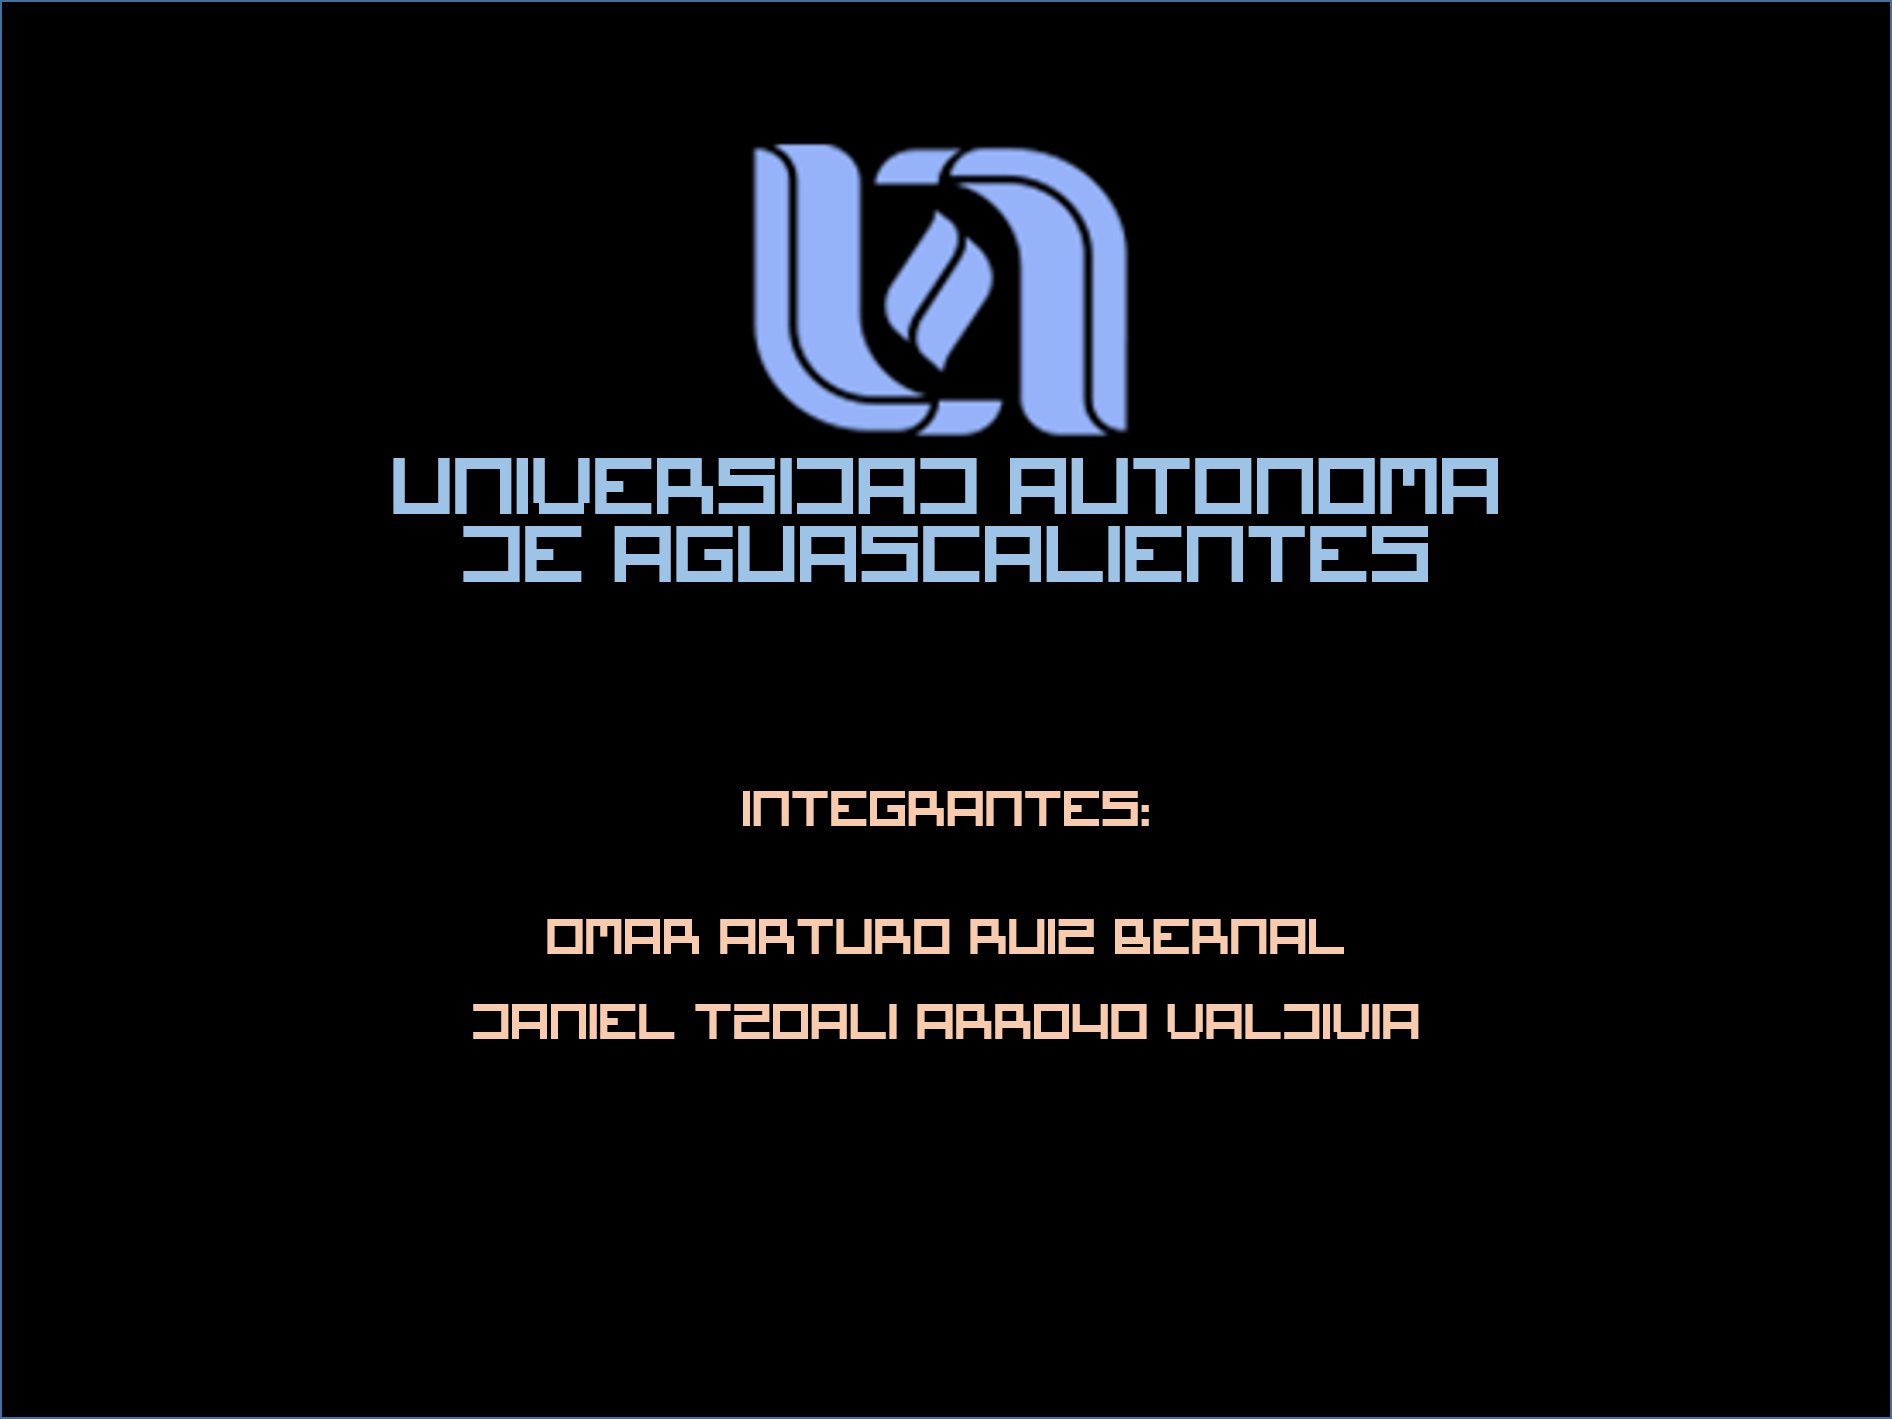 UNIVERSIDAD AUTONOMA
DE AGUASCALIENTES
INTEGRANTES:
OMAR ARTURO RUIZ BERNAL
DANIEL TZOALI ARROYO VALDIVIA